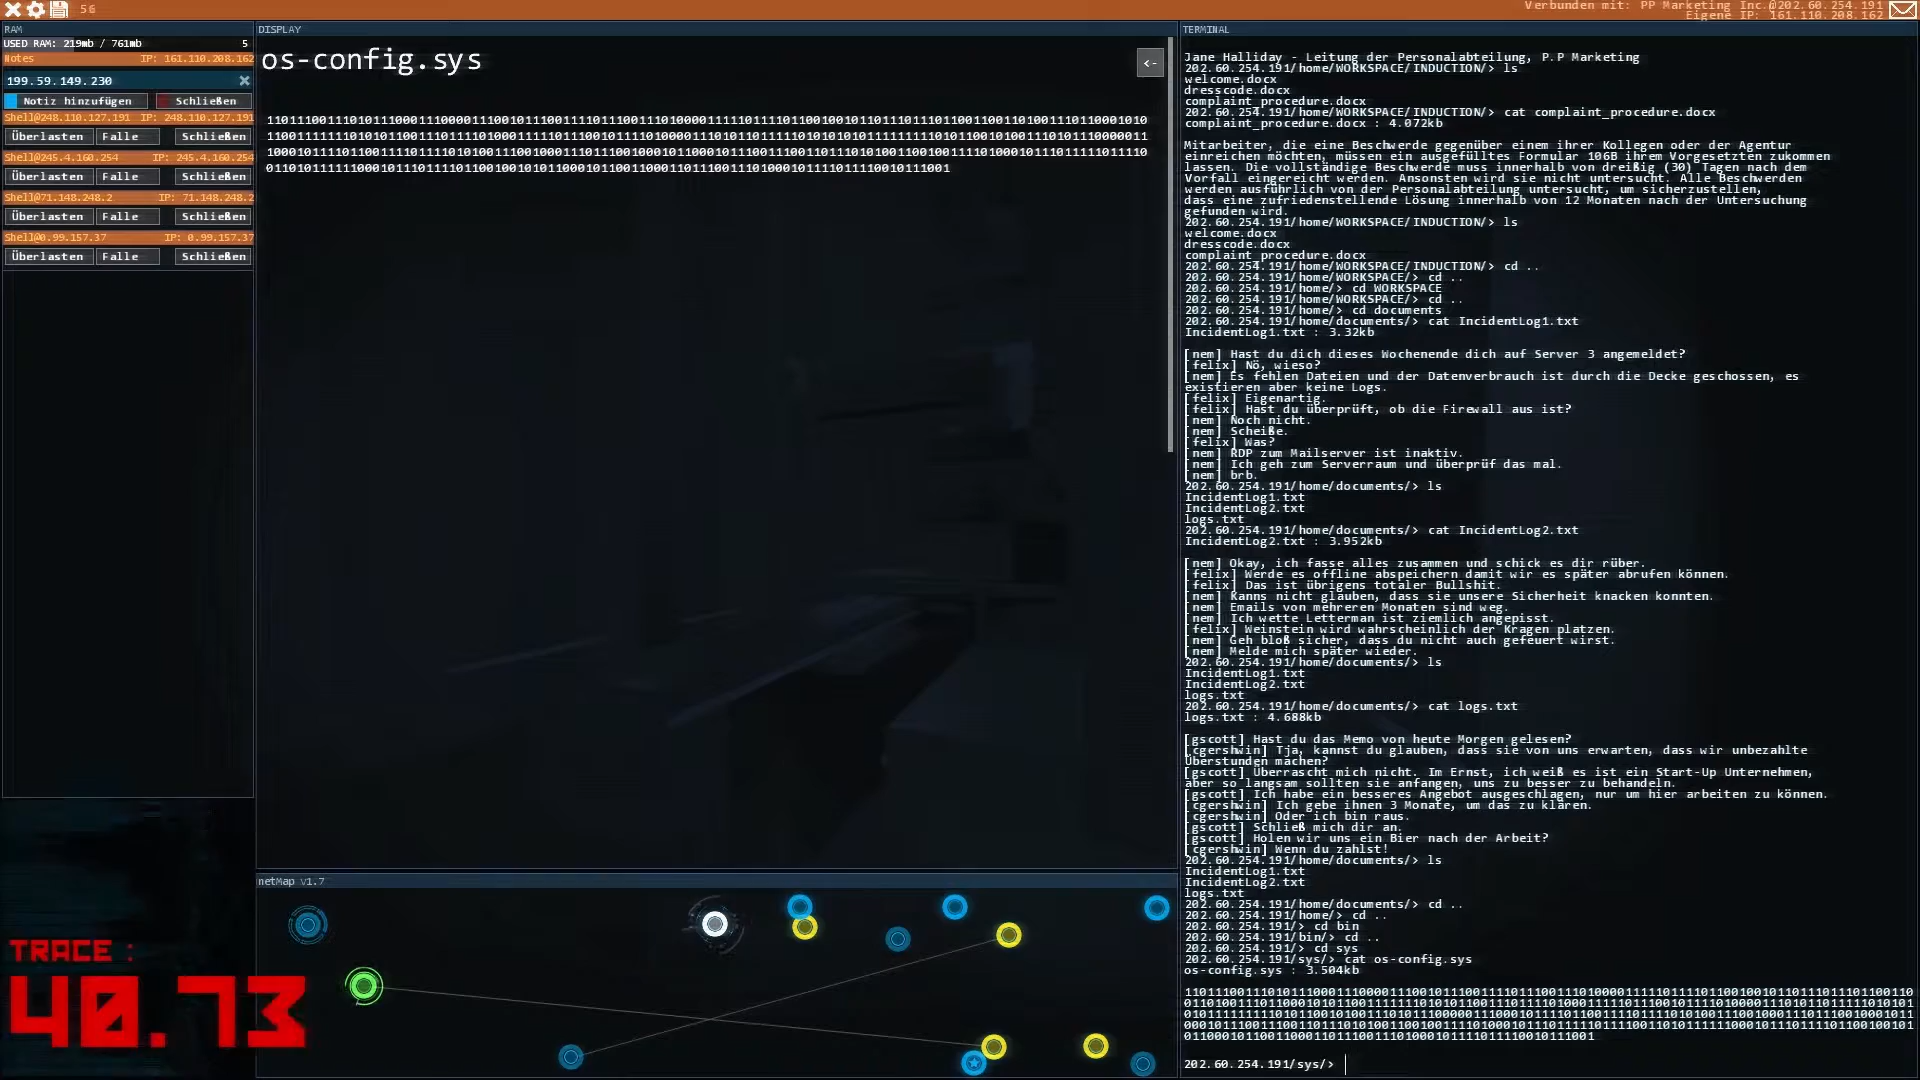 56
Verbunden mit: PP Marketing Inc.@202.60.254.191
Eigene IP: 161.110.208.162
RAM
USED RAM: 219mb / 761mb 5
Notes IP: 161.110.208.162
199.59.149.230
Notiz hinzufügen Schließen
Shell@248.110.127.191 IP: 248.110.127.191
Überlasten Falle Schließen
Shell@245.4.160.254 IP: 245.4.160.254
Überlasten Falle Schließen
Shell@71.148.248.2 IP: 71.148.248.2
Überlasten Falle Schließen
Shell@0.99.157.37 IP: 0.99.157.37
Überlasten Falle Schließen
TRACE :
40.73
DISPLAY
os-config.sys
<-
netMap v1.7
TERMINAL
Jane Halliday - Leitung der Personalabteilung, P.P Marketing
202.60.254.191/home/WORKSPACE/INDUCTION/> ls
welcome.docx
dresscode.docx
complaint_procedure.docx
202.60.254.191/home/WORKSPACE/INDUCTION/> cat complaint_procedure.docx
complaint_procedure.docx : 4.072kb
Mitarbeiter, die eine Beschwerde gegenüber einem ihrer Kollegen oder der Agentur
einreichen möchten, müssen ein ausgefülltes Formular 106B ihrem Vorgesetzten zukommen
lassen. Die vollständige Beschwerde muss innerhalb von dreißig (30) Tagen nach dem
Vorfall eingereicht werden. Ansonsten wird sie nicht untersucht. Alle Beschwerden
werden ausführlich von der Personalabteilung untersucht, um sicherzustellen,
dass eine zufriedenstellende Lösung innerhalb von 12 Monaten nach der Untersuchung
gefunden wird.
202.60.254.191/home/WORKSPACE/INDUCTION/> ls
welcome.docx
dresscode.docx
complaint_procedure.docx
202.60.254.191/home/WORKSPACE/INDUCTION/> cd ..
202.60.254.191/home/WORKSPACE/> cd ..
202.60.254.191/home/> cd WORKSPACE
202.60.254.191/home/WORKSPACE/> cd ..
202.60.254.191/home/> cd documents
202.60.254.191/home/documents/> cat IncidentLog1.txt
IncidentLog1.txt : 3.32kb
[nem] Hast du dich dieses Wochenende dich auf Server 3 angemeldet?
[felix] Nö, wieso?
[nem] Es fehlen Dateien und der Datenverbrauch ist durch die Decke geschossen, es
existieren aber keine Logs.
[felix] Eigenartig.
[felix] Hast du überprüft, ob die Firewall aus ist?
[nem] Noch nicht.
[nem] Scheiße.
[felix] Was?
[nem] RDP zum Mailserver ist inaktiv.
[nem] Ich geh zum Serverraum und überprüf das mal.
[nem] brb.
202.60.254.191/home/documents/> ls
IncidentLog1.txt
IncidentLog2.txt
logs.txt
202.60.254.191/home/documents/> cat IncidentLog2.txt
IncidentLog2.txt : 3.952kb
[nem] Okay, ich fasse alles zusammen und schick es dir rüber.
[felix] Werde es offline abspeichern damit wir es später abrufen können.
[felix] Das ist übrigens totaler Bullshit.
[nem] Kanns nicht glauben, dass sie unsere Sicherheit knacken konnten.
[nem] Emails von mehreren Monaten sind weg.
[nem] Ich wette Letterman ist ziemlich angepisst.
[felix] Weinstein wird wahrscheinlich der Kragen platzen.
[nem] Geh bloß sicher, dass du nicht auch gefeuert wirst.
[nem] Melde mich später wieder.
202.60.254.191/home/documents/> ls
IncidentLog1.txt
IncidentLog2.txt
logs.txt
202.60.254.191/home/documents/> cat logs.txt
logs.txt : 4.688kb
[gscott] Hast du das Memo von heute Morgen gelesen?
[cgershwin] Tja, kannst du glauben, dass sie von uns erwarten, dass wir unbezahlte
Überstunden machen?
[gscott] Überrascht mich nicht. Im Ernst, ich weiß es ist ein Start-Up Unternehmen,
aber so langsam sollten sie anfangen, uns zu besser zu behandeln.
[gscott] Ich habe ein besseres Angebot ausgeschlagen, nur um hier arbeiten zu können.
[cgershwin] Ich gebe ihnen 3 Monate, um das zu klären.
[cgershwin] Oder ich bin raus.
[gscott] Schließ mich dir an.
[gscott] Holen wir uns ein Bier nach der Arbeit?
[cgershwin] Wenn du zahlst!
202.60.254.191/home/documents/> ls
IncidentLog1.txt
IncidentLog2.txt
logs.txt
202.60.254.191/home/documents/> cd ..
202.60.254.191/home/> cd ..
202.60.254.191/> cd bin
202.60.254.191/bin/> cd ..
202.60.254.191/> cd sys
202.60.254.191/sys/> cat os-config.sys
os-config.sys : 3.504kb
202.60.254.191/sys/>